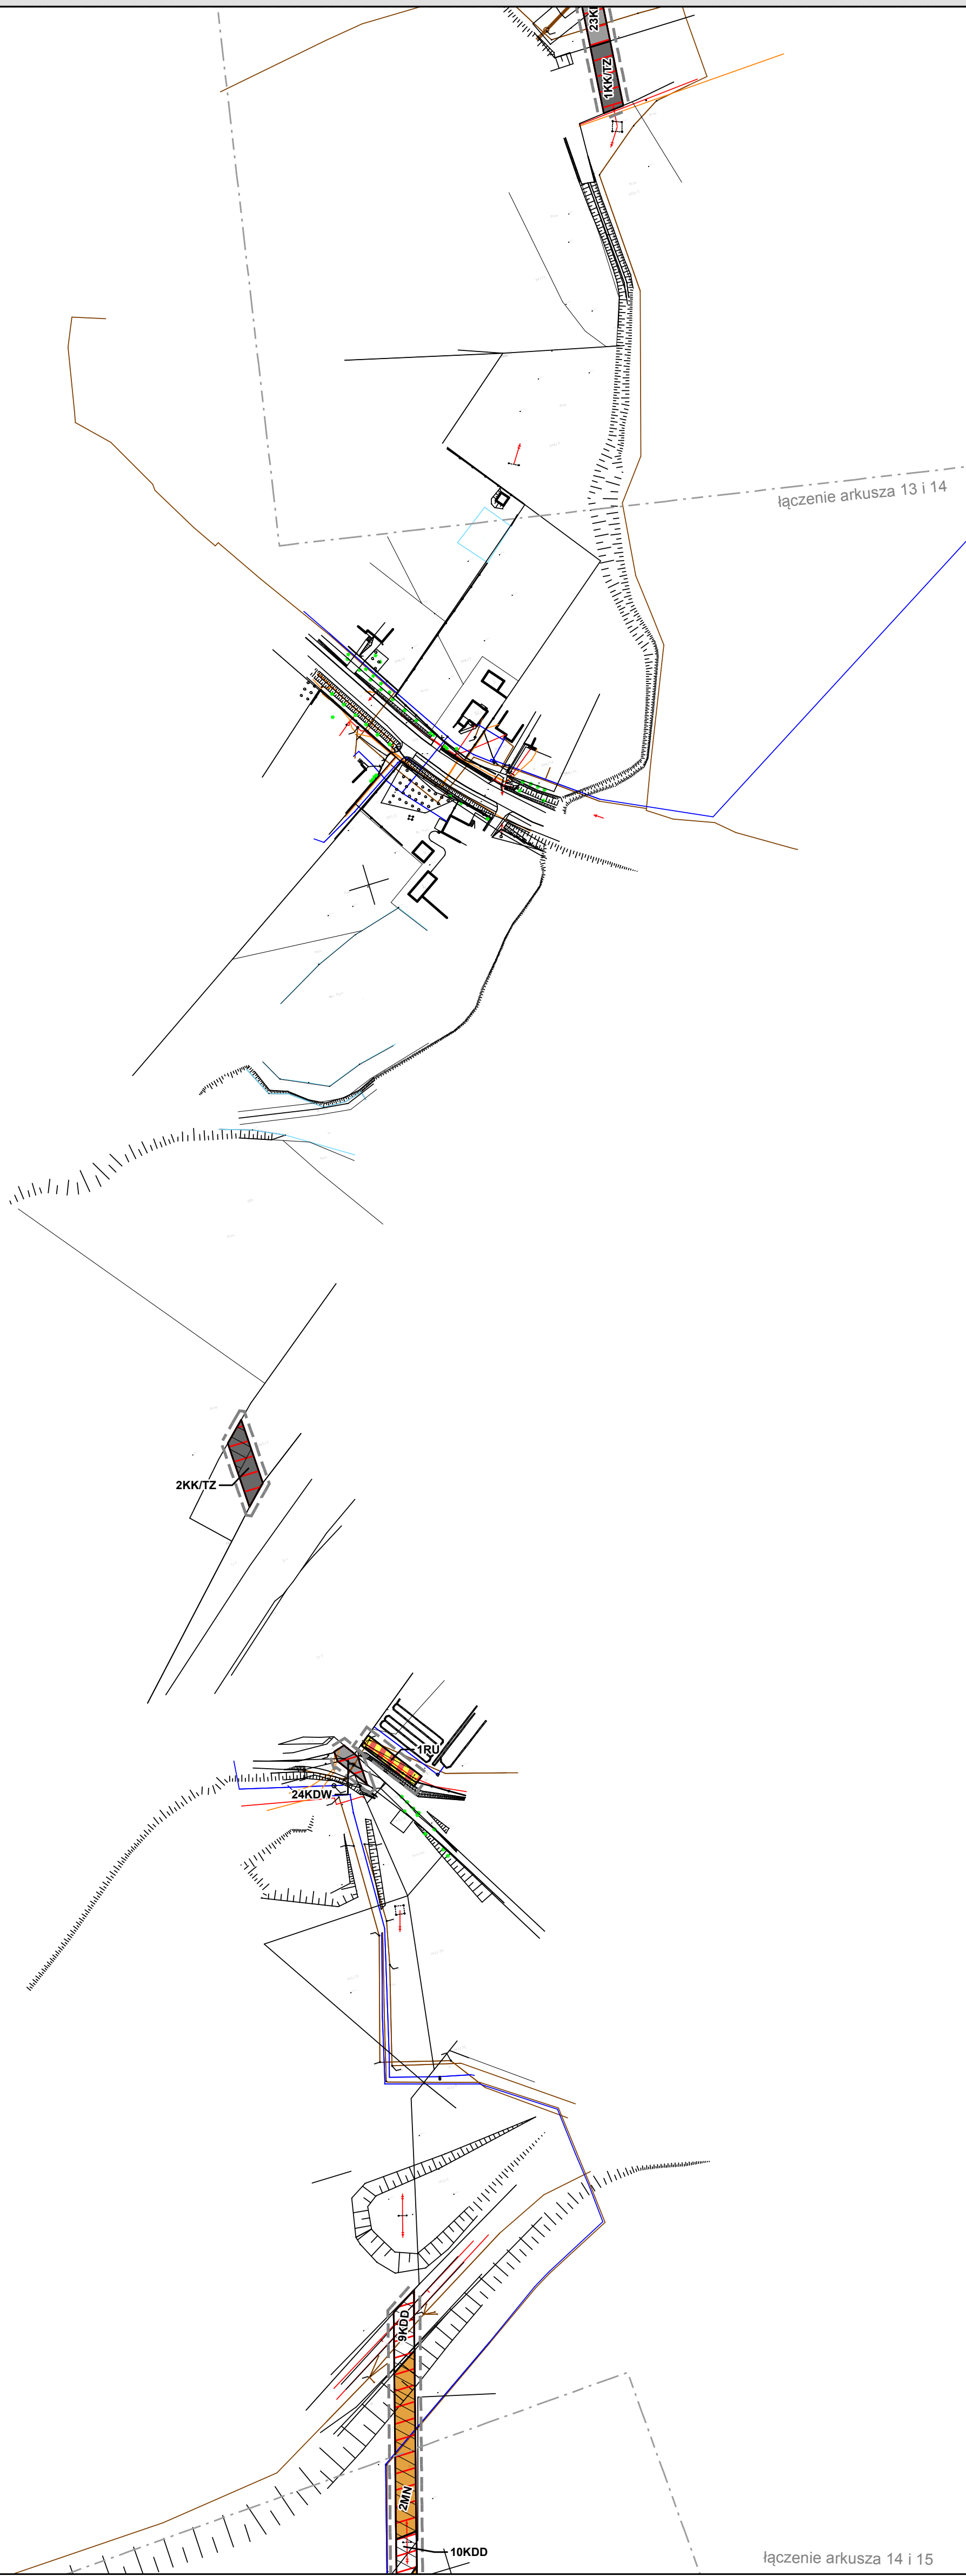 23K
1KK/TZ
łączenie arkusza 13 i 14
2KK/TZ
1RU
24KDW
9KDD
2MN
10KDD
łączenie arkusza 14 i 15